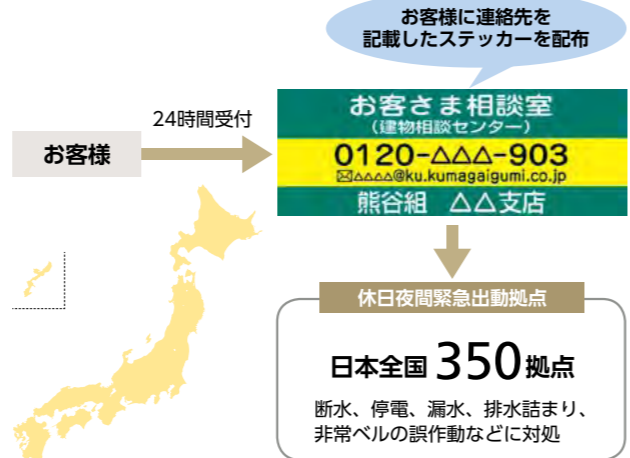 お客様に連絡先を
記載したステッカーを配布
お客様
24時間受付
お客さま相談室
(建物相談センター)
0120-△△△-903
✉△△△△@ku.kumagaigumi.co.jp
熊谷組 △△支店
休日夜間緊急出動拠点
日本全国350拠点
断水、停電、漏水、排水詰まり、
非常ベルの誤作動などに対処